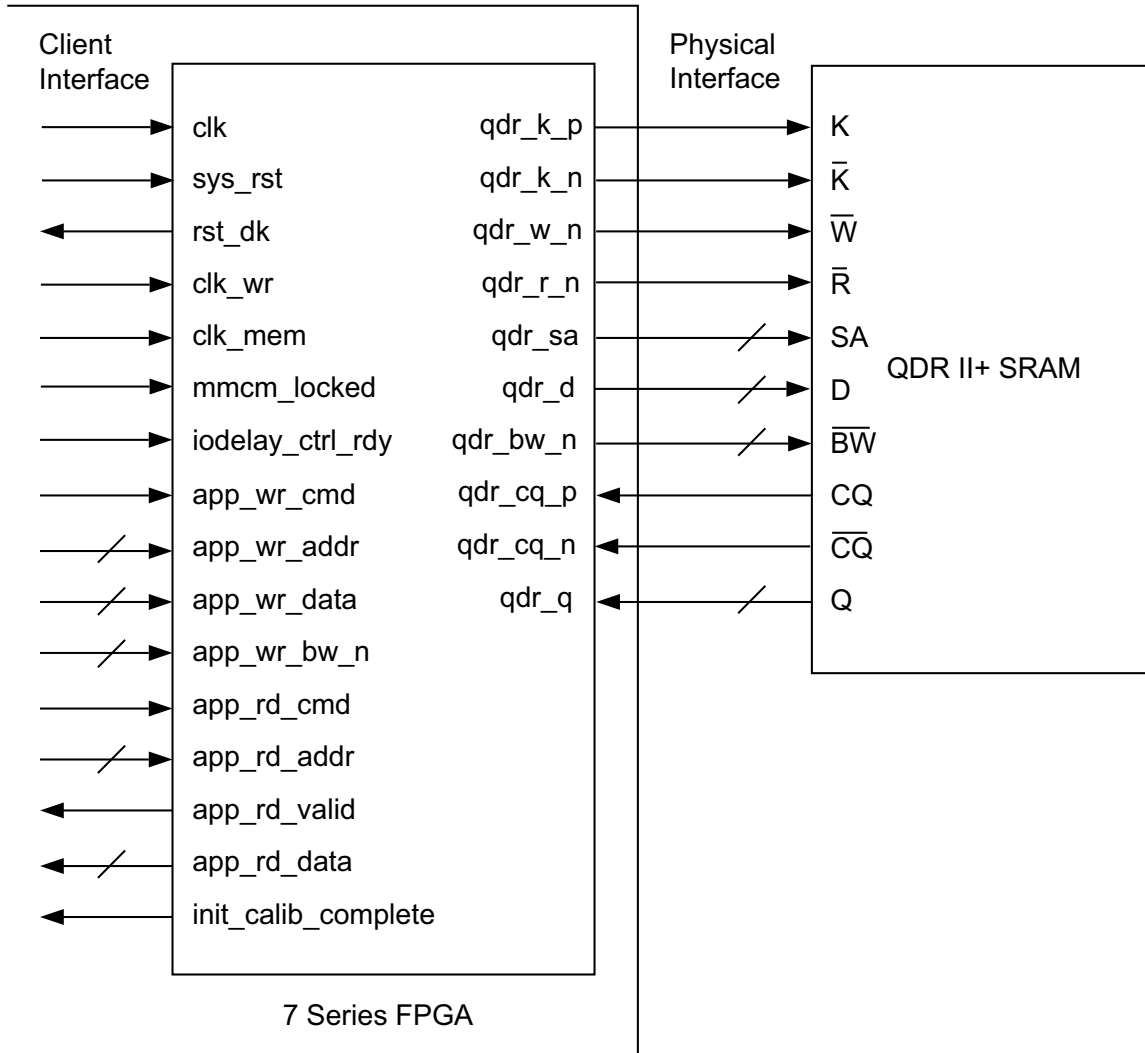 Client
Interface
Physical
Interface
clk
sys_rst
rst_dk
clk_wr
clk_mem
mmcm_locked
iodelay_ctrl_rdy
app_wr_cmd
app_wr_addr
app_wr_data
app_wr_bw_n
app_rd_cmd
app_rd_addr
app_rd_valid
app_rd_data
init_calib_complete
qdr_k_p
qdr_k_n
qdr_w_n
qdr_r_n
qdr_sa
qdr_d
qdr_bw_n
qdr_cq_p
qdr_cq_n
qdr_q
K
K̅
W̅
R̅
SA
D
B̅W̅
CQ
C̅Q̅
Q
QDR II+ SRAM
7 Series FPGA